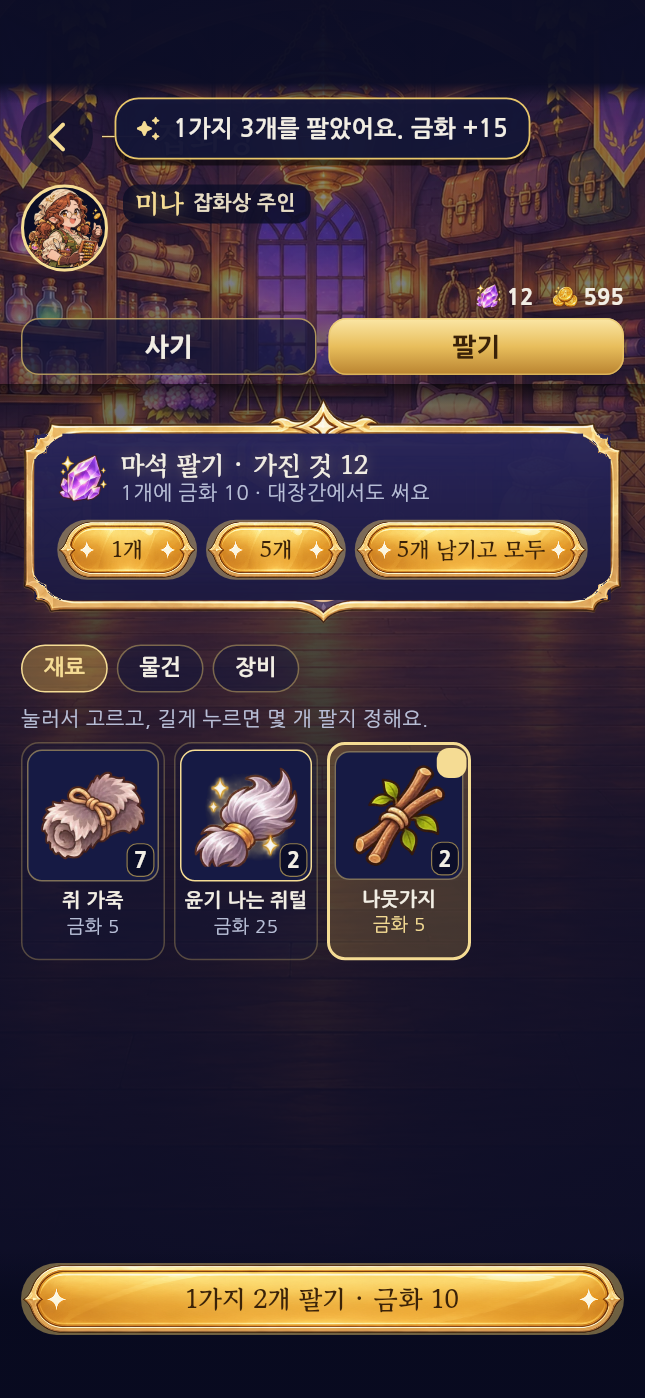 1가지 3개를 팔았어요. 금화 +15
미나 잡화상 주인
12 595
사기 팔기
마석 팔기 · 가진 것 12
1개에 금화 10 · 대장간에서도 써요
1개 5개 5개 남기고 모두
재료 물건 장비
눌러서 고르고, 길게 누르면 몇 개 팔지 정해요.
7 2 2
쥐 가죽 윤기 나는 쥐털 나뭇가지
금화 5 금화 25 금화 5
1가지 2개 팔기 · 금화 10